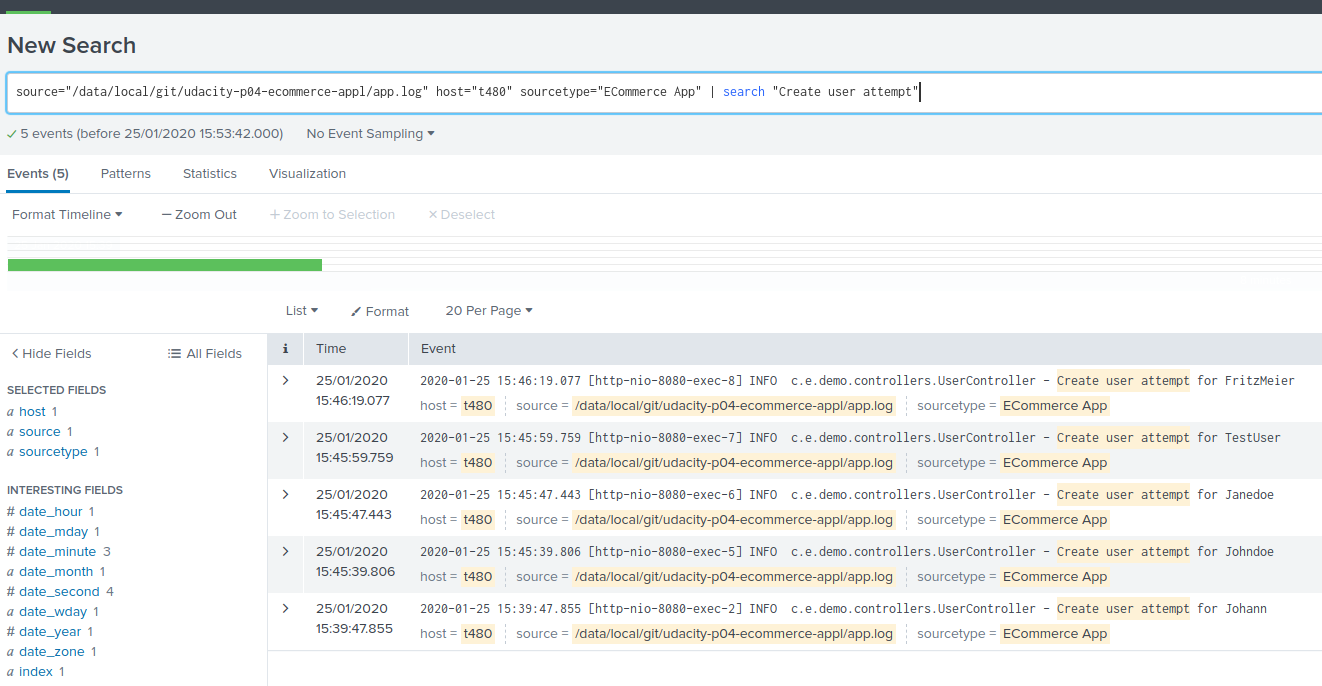 New Search
source="/data/local/git/udacity-p04-ecommerce-appl/app.log" host="t480" sourcetype="ECommerce App" | search "Create user attempt"
✓ 5 events (before 25/01/2020 15:53:42.000) No Event Sampling
Events (5) Patterns Statistics Visualization
Format Timeline — Zoom Out + Zoom to Selection × Deselect
List Format 20 Per Page
< Hide Fields All Fields
i Time Event
SELECTED FIELDS
a host 1
a source 1
a sourcetype 1
INTERESTING FIELDS
# date_hour 1
# date_mday 1
# date_minute 3
a date_month 1
# date_second 4
a date_wday 1
# date_year 1
a date_zone 1
a index 1
> 25/01/2020 2020-01-25 15:46:19.077 [http-nio-8080-exec-8] INFO c.e.demo.controllers.UserController - Create user attempt for FritzMeier
15:46:19.077 host = t480 source = /data/local/git/udacity-p04-ecommerce-appl/app.log sourcetype = ECommerce App
> 25/01/2020 2020-01-25 15:45:59.759 [http-nio-8080-exec-7] INFO c.e.demo.controllers.UserController - Create user attempt for TestUser
15:45:59.759 host = t480 source = /data/local/git/udacity-p04-ecommerce-appl/app.log sourcetype = ECommerce App
> 25/01/2020 2020-01-25 15:45:47.443 [http-nio-8080-exec-6] INFO c.e.demo.controllers.UserController - Create user attempt for Janedoe
15:45:47.443 host = t480 source = /data/local/git/udacity-p04-ecommerce-appl/app.log sourcetype = ECommerce App
> 25/01/2020 2020-01-25 15:45:39.806 [http-nio-8080-exec-5] INFO c.e.demo.controllers.UserController - Create user attempt for Johndoe
15:45:39.806 host = t480 source = /data/local/git/udacity-p04-ecommerce-appl/app.log sourcetype = ECommerce App
> 25/01/2020 2020-01-25 15:39:47.855 [http-nio-8080-exec-2] INFO c.e.demo.controllers.UserController - Create user attempt for Johann
15:39:47.855 host = t480 source = /data/local/git/udacity-p04-ecommerce-appl/app.log sourcetype = ECommerce App